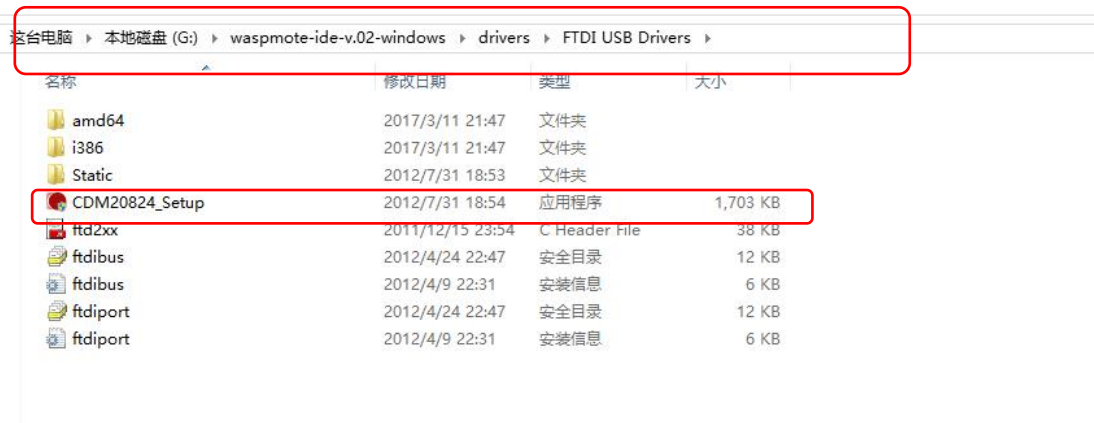 这台电脑 ▸ 本地磁盘 (G:) ▸ waspmote-ide-v.02-windows ▸ drivers ▸ FTDI USB Drivers ▸
名称 修改日期 类型 大小
amd64 2017/3/11 21:47 文件夹
i386 2017/3/11 21:47 文件夹
Static 2012/7/31 18:53 文件夹
CDM20824_Setup 2012/7/31 18:54 应用程序 1,703 KB
ftd2xx 2011/12/15 23:54 C Header File 38 KB
ftdibus 2012/4/24 22:47 安全目录 12 KB
ftdibus 2012/4/9 22:31 安装信息 6 KB
ftdiport 2012/4/24 22:47 安全目录 12 KB
ftdiport 2012/4/9 22:31 安装信息 6 KB